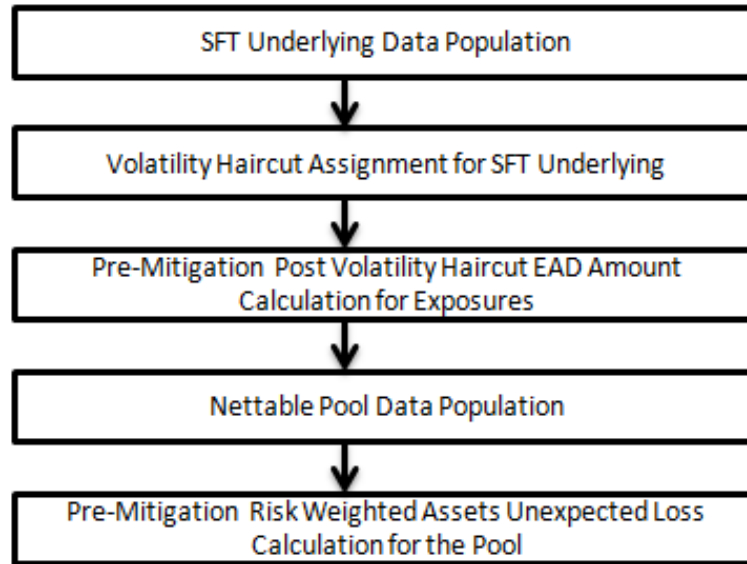 SFT Underlying Data Population
Volatility Haircut Assignment for SFT Underlying
Pre-Mitigation Post Volatility Haircut EAD Amount
Calculation for Exposures
Nettable Pool Data Population
Pre-Mitigation Risk Weighted Assets Unexpected Loss
Calculation for the Pool